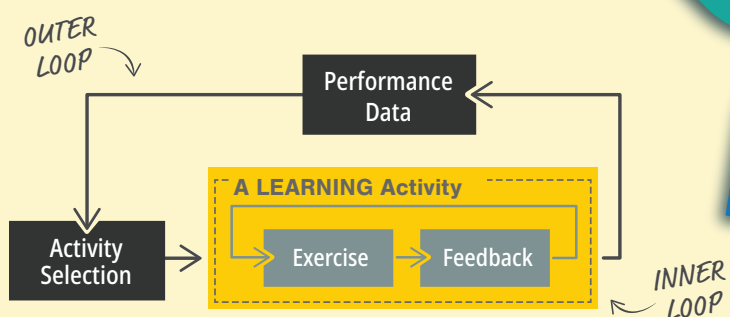 OUTER
LOOP
Performance
Data
A LEARNING Activity
Activity
Selection
Exercise
Feedback
INNER
LOOP